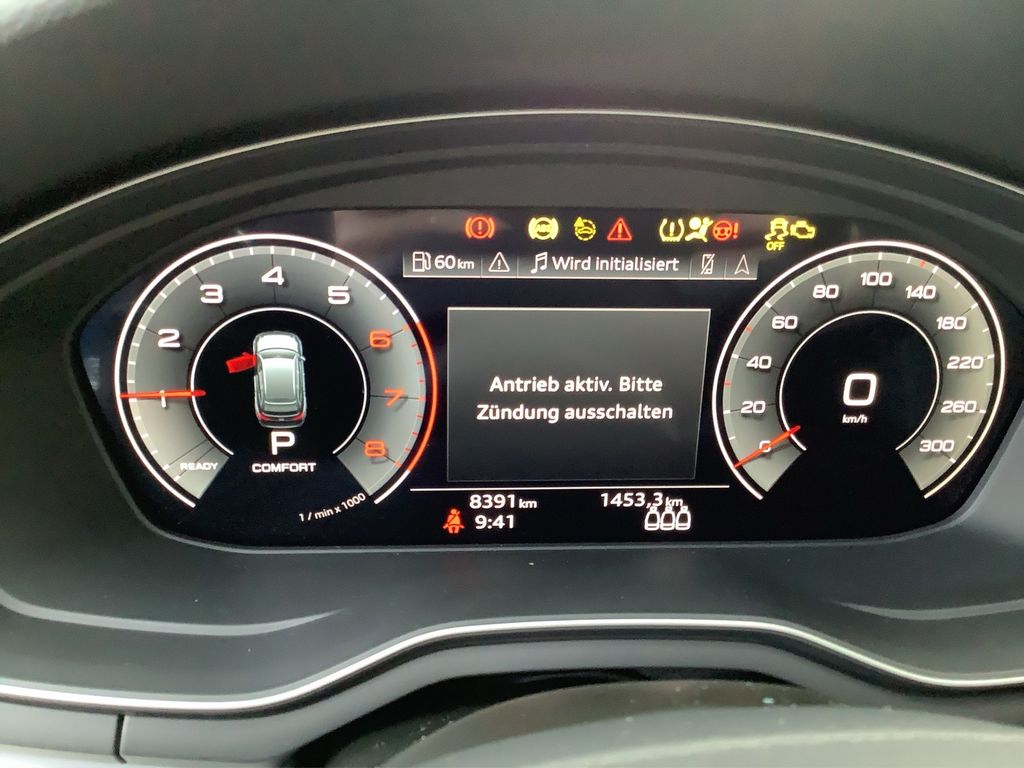 ABS
OFF
60 km
Wird initialisiert
1
2
3
4
5
6
7
8
READY
P
COMFORT
1 / min x 1000
Antrieb aktiv. Bitte
Zündung ausschalten
0
20
40
60
80
100
140
180
220
260
300
0
km/h
8391 km
1453,3 km
9:41